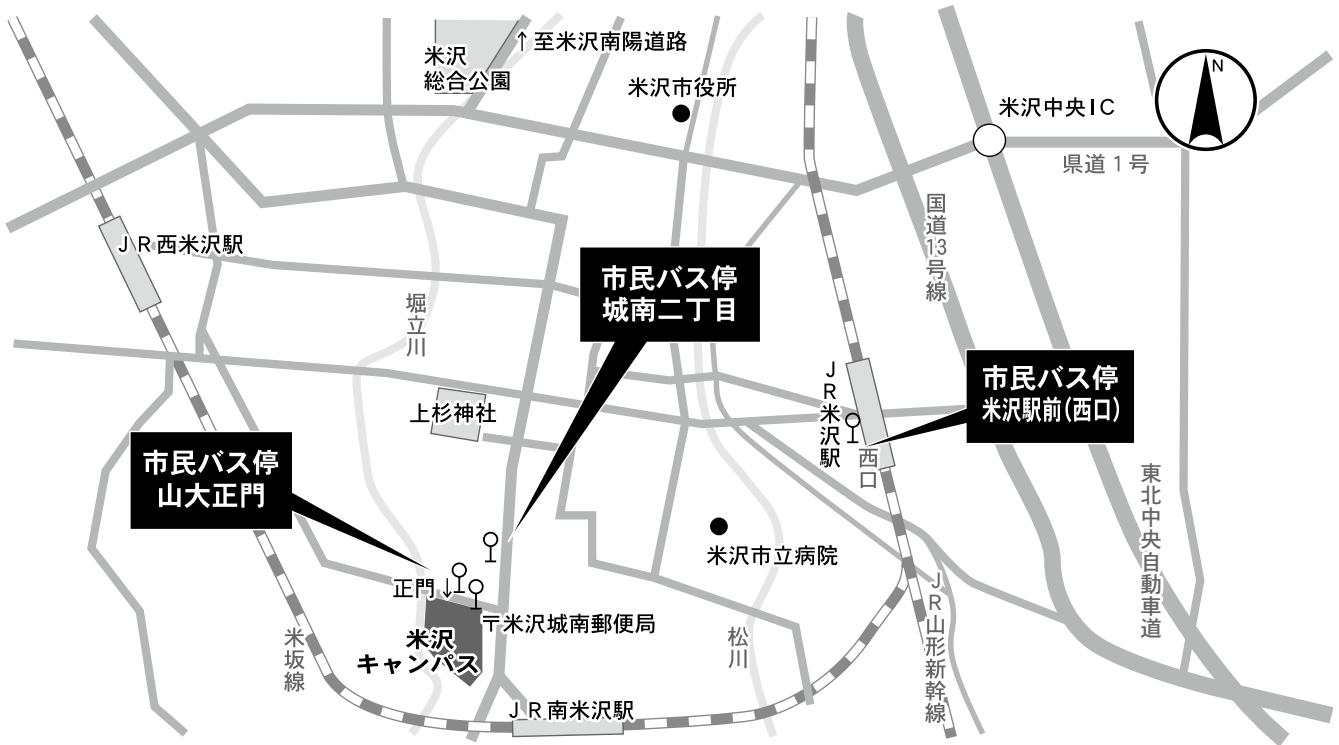 米沢
総合公園
↑至米沢南陽道路
米沢市役所
米沢中央IC
N
県道1号
国道13号線
JR西米沢駅
市民バス停
城南二丁目
堀立川
上杉神社
JR米沢駅
西口
市民バス停
米沢駅前(西口)
市民バス停
山大正門
東北中央自動車道
米沢市立病院
正門↓
〒米沢城南郵便局
米沢
キャンパス
松川
JR山形新幹線
米坂線
JR南米沢駅